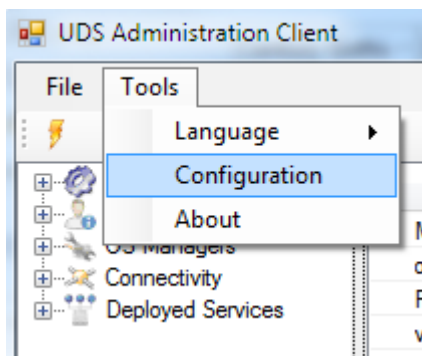 UDS Administration Client
File Tools
Language
Configuration
About
OS Managers
Connectivity
Deployed Services